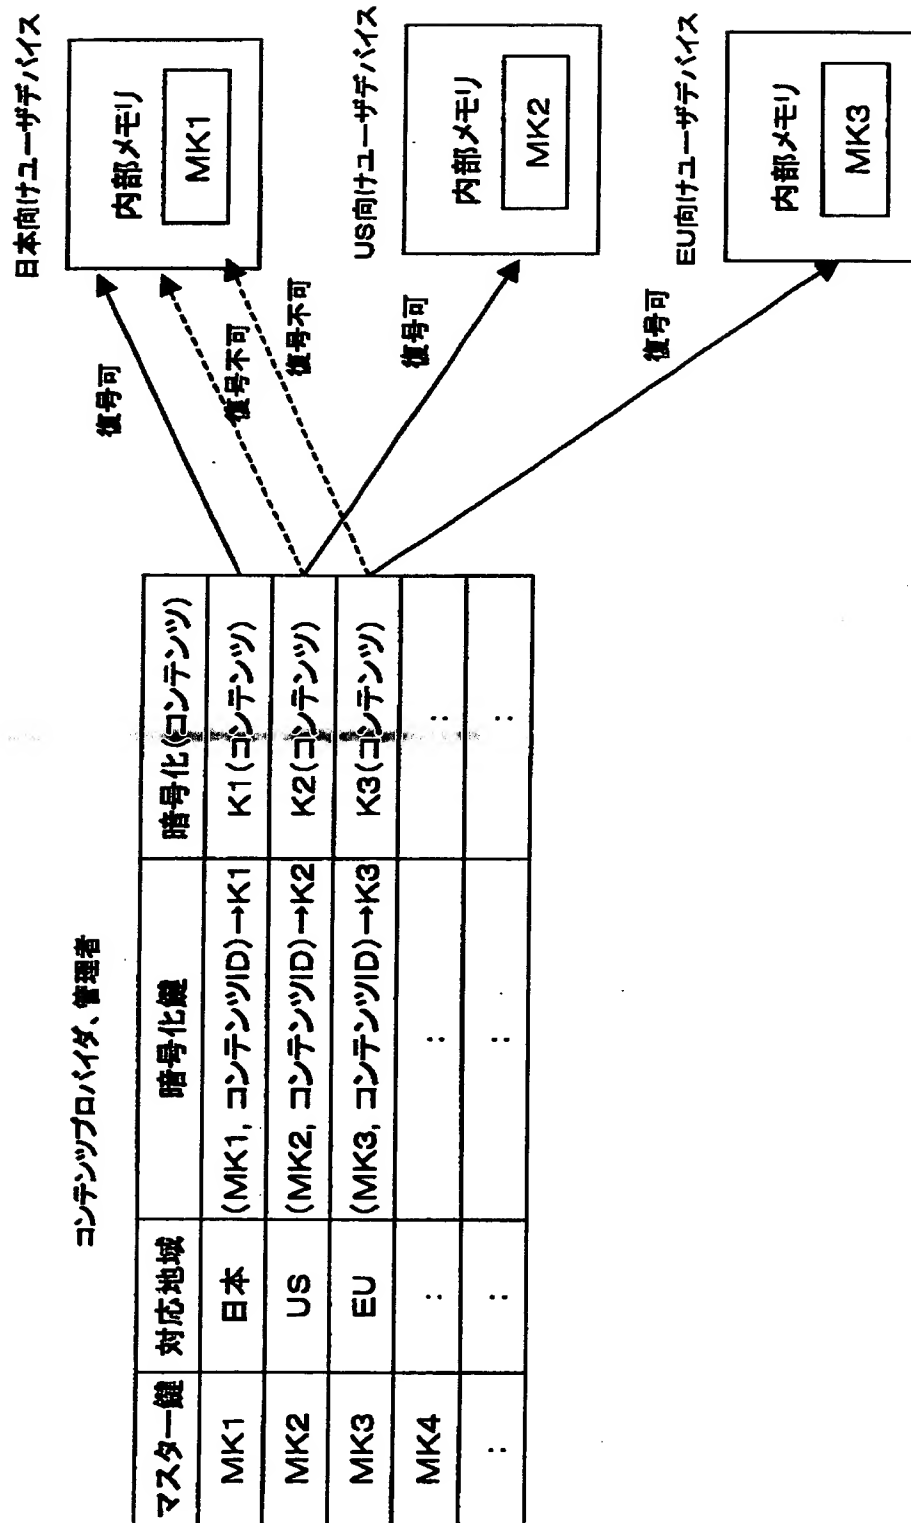 コンテンツプロバイダ、管理者
マスター鍵 対応地域 暗号化鍵 暗号化(コンテンツ)
MK1 日本 (MK1, コンテンツID)→K1 K1(コンテンツ)
MK2 US (MK2, コンテンツID)→K2 K2(コンテンツ)
MK3 EU (MK3, コンテンツID)→K3 K3(コンテンツ)
MK4 : : :
: : : :
復号可
復号不可
復号不可
復号可
復号可
日本向けユーザデバイス
内部メモリ
MK1
US向けユーザデバイス
内部メモリ
MK2
EU向けユーザデバイス
内部メモリ
MK3